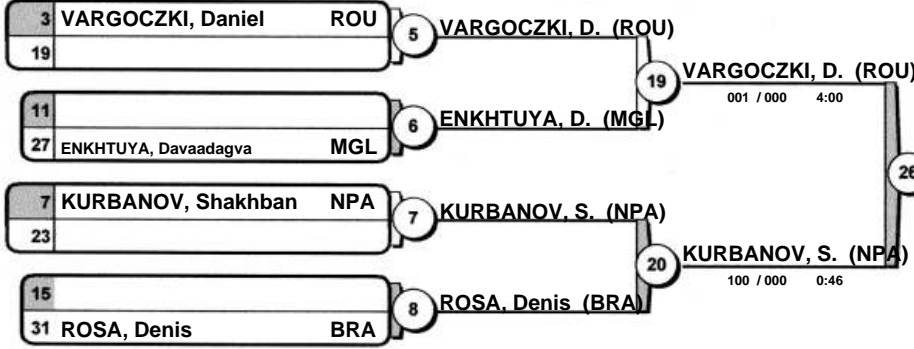 3 VARGOCZKI, Daniel ROU
19
5 VARGOCZKI, D. (ROU)
11
27 ENKHTUYA, Davaadagva MGL
6 ENKHTUYA, D. (MGL)
19 VARGOCZKI, D. (ROU)
001 / 000 4:00
7 KURBANOV, Shakhban NPA
23
7 KURBANOV, S. (NPA)
15
31 ROSA, Denis BRA
8 ROSA, Denis (BRA)
20 KURBANOV, S. (NPA)
100 / 000 0:46
26